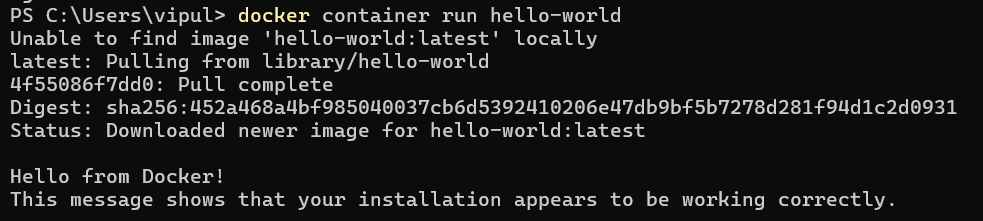 PS C:\Users\vipul> docker container run hello-world
Unable to find image 'hello-world:latest' locally
latest: Pulling from library/hello-world
4f55086f7dd0: Pull complete
Digest: sha256:452a468a4bf985040037cb6d5392410206e47db9bf5b7278d281f94d1c2d0931
Status: Downloaded newer image for hello-world:latest

Hello from Docker!
This message shows that your installation appears to be working correctly.